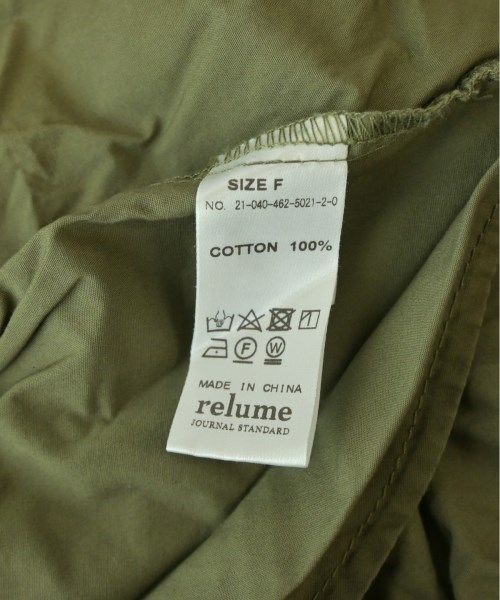 SIZE F
NO. 21-040-462-5021-2-0
COTTON 100%
F W
MADE IN CHINA
relume
JOURNAL STANDARD